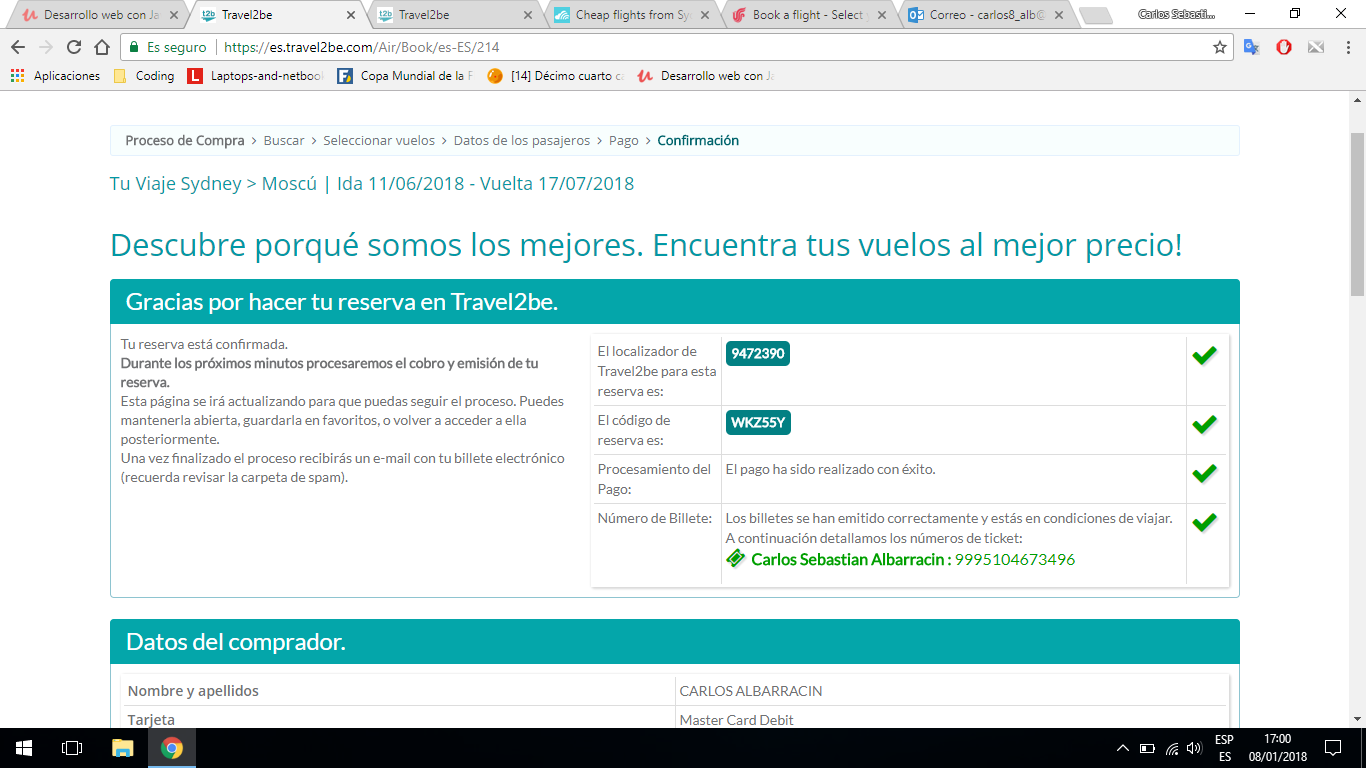 Desarrollo web con Ja
Travel2be
Travel2be
Cheap flights from Syn
Book a flight - Select
Correo - carlos8_alb@
Carlos Sebasti...
Es seguro
https://es.travel2be.com/Air/Book/es-ES/214
Aplicaciones
Coding
Laptops-and-netboo
Copa Mundial de la F
[14] Décimo cuarto c
Desarrollo web con Ja
Proceso de Compra > Buscar > Seleccionar vuelos > Datos de los pasajeros > Pago > Confirmación
Tu Viaje Sydney > Moscú | Ida 11/06/2018 - Vuelta 17/07/2018
Descubre porqué somos los mejores. Encuentra tus vuelos al mejor precio!
Gracias por hacer tu reserva en Travel2be.
Tu reserva está confirmada.
Durante los próximos minutos procesaremos el cobro y emisión de tu
reserva.
Esta página se irá actualizando para que puedas seguir el proceso. Puedes
mantenerla abierta, guardarla en favoritos, o volver a acceder a ella
posteriormente.
Una vez finalizado el proceso recibirás un e-mail con tu billete electrónico
(recuerda revisar la carpeta de spam).
El localizador de
Travel2be para esta
reserva es:
9472390
El código de
reserva es:
WKZ55Y
Procesamiento del
Pago:
El pago ha sido realizado con éxito.
Número de Billete:
Los billetes se han emitido correctamente y estás en condiciones de viajar.
A continuación detallamos los números de ticket:
Carlos Sebastian Albarracin : 9995104673496
Datos del comprador.
Nombre y apellidos
CARLOS ALBARRACIN
Tarjeta
Master Card Debit
ESP
ES
17:00
08/01/2018